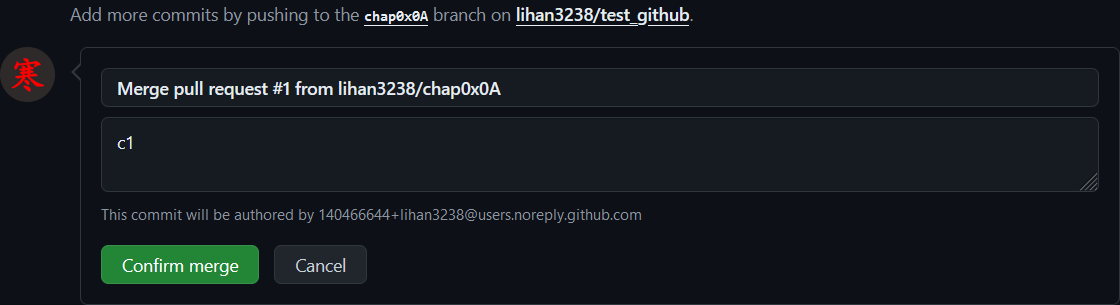 Add more commits by pushing to the chap0x0A branch on lihan3238/test_github.
寒
Merge pull request #1 from lihan3238/chap0x0A
c1
This commit will be authored by 140466644+lihan3238@users.noreply.github.com
Confirm merge
Cancel